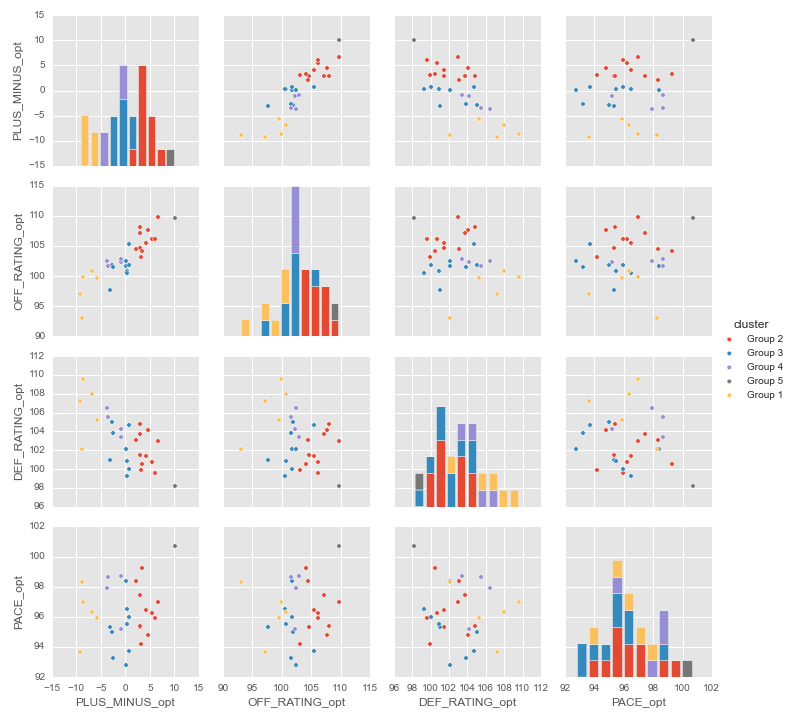 PLUS_MINUS_opt
15
10
5
0
−5
−10
−15
OFF_RATING_opt
115
110
105
100
95
90
cluster
Group 2
Group 3
Group 4
Group 5
Group 1
DEF_RATING_opt
112
110
108
106
104
102
100
98
96
PACE_opt
102
100
98
96
94
92
−15 −10 −5 0 5 10 15
90 95 100 105 110 115
96 98 100 102 104 106 108 110 112
92 94 96 98 100 102
PLUS_MINUS_opt
OFF_RATING_opt
DEF_RATING_opt
PACE_opt